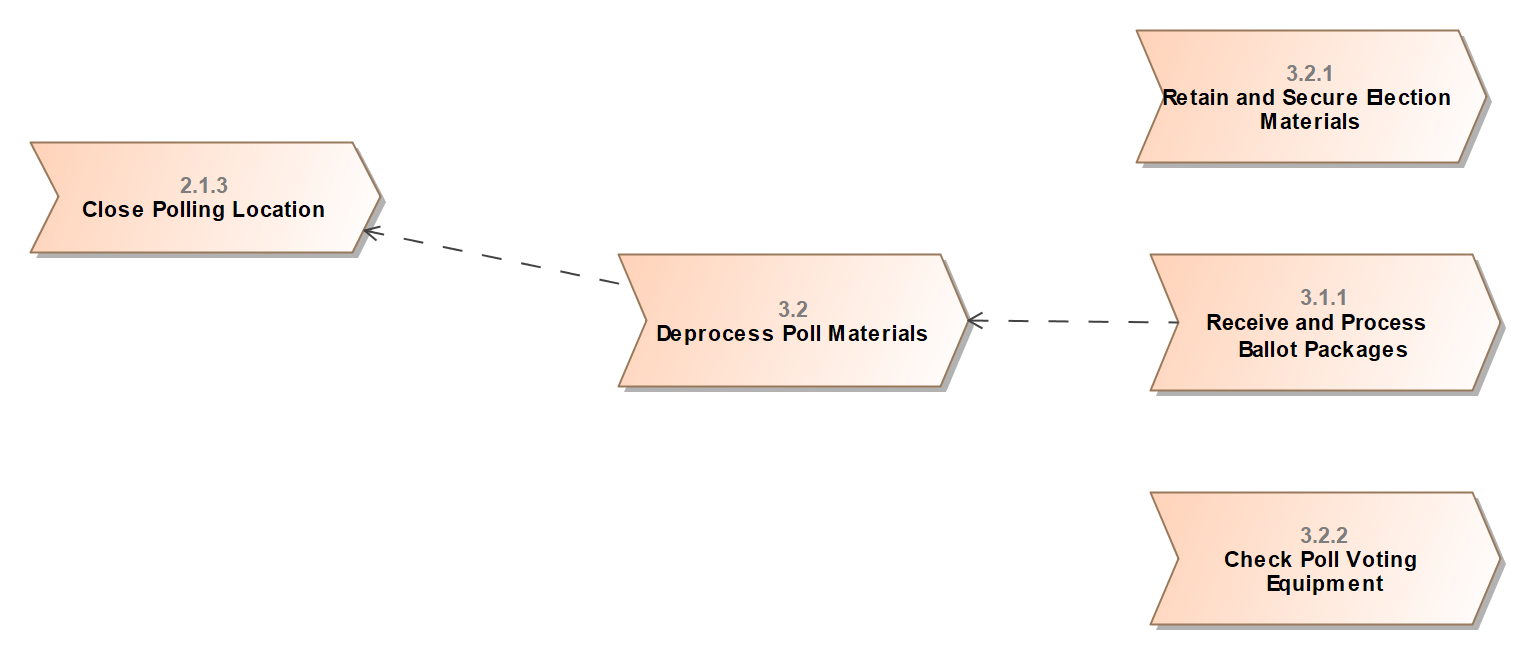 3.2.1
Retain and Secure Election
Materials
2.1.3
Close Polling Location
3.2
Deprocess Poll Materials
3.1.1
Receive and Process
Ballot Packages
3.2.2
Check Poll Voting
Equipment